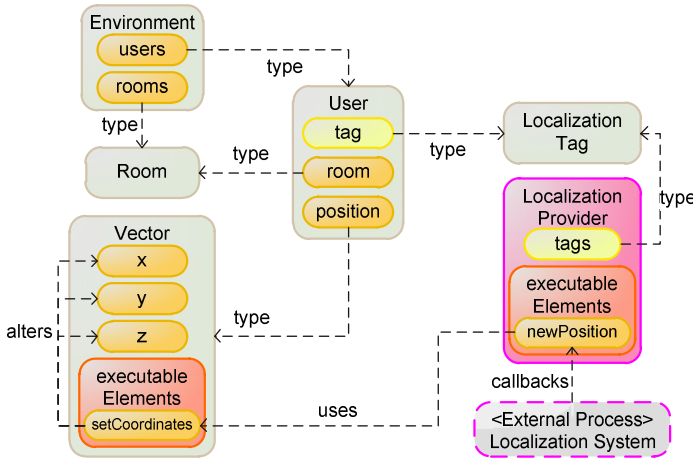 Environment
users
rooms
type
type
User
tag
room
position
type
type
Localization
Tag
Room
type
Localization
Provider
tags
executable
Elements
newPosition
Vector
x
y
z
type
alters
executable
Elements
setCoordinates
uses
callbacks
<External Process>
Localization System